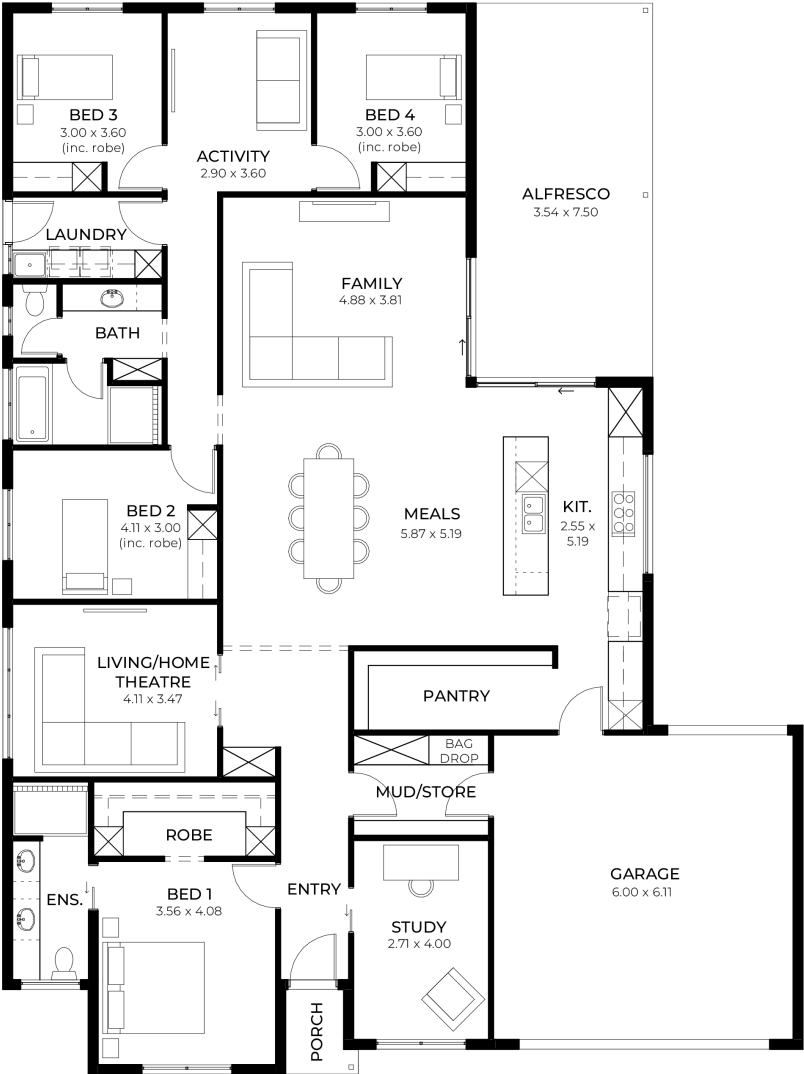 BED 3
3.00 x 3.60
(inc. robe)
ACTIVITY
2.90 x 3.60
BED 4
3.00 x 3.60
(inc. robe)
ALFRESCO
3.54 x 7.50
LAUNDRY
FAMILY
4.88 x 3.81
BATH
BED 2
4.11 x 3.00
(inc. robe)
MEALS
5.87 x 5.19
KIT.
2.55 x
5.19
LIVING/HOME
THEATRE
4.11 x 3.47
PANTRY
BAG
DROP
MUD/STORE
ROBE
ENS.
BED 1
3.56 x 4.08
ENTRY
STUDY
2.71 x 4.00
GARAGE
6.00 x 6.11
PORCH